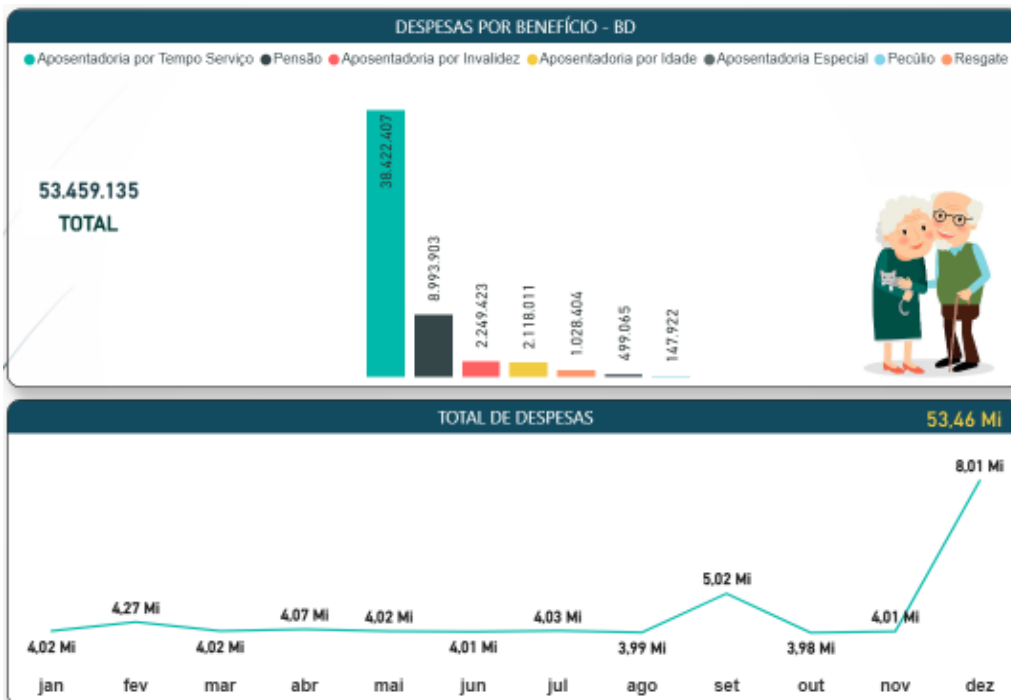 DESPESAS POR BENEFÍCIO - BD
Aposentadoria por Tempo Serviço Pensão Aposentadoria por Invalidez Aposentadoria por Idade Aposentadoria Especial Pecúlio Resgate
53.459.135
TOTAL
38.422.407
8.993.903
2.249.423
2.118.011
1.028.404
499.065
147.922
TOTAL DE DESPESAS
53,46 Mi
4,02 Mi
4,27 Mi
4,02 Mi
4,07 Mi
4,02 Mi
4,01 Mi
4,03 Mi
3,99 Mi
5,02 Mi
3,98 Mi
4,01 Mi
8,01 Mi
jan fev mar abr mai jun jul ago set out nov dez